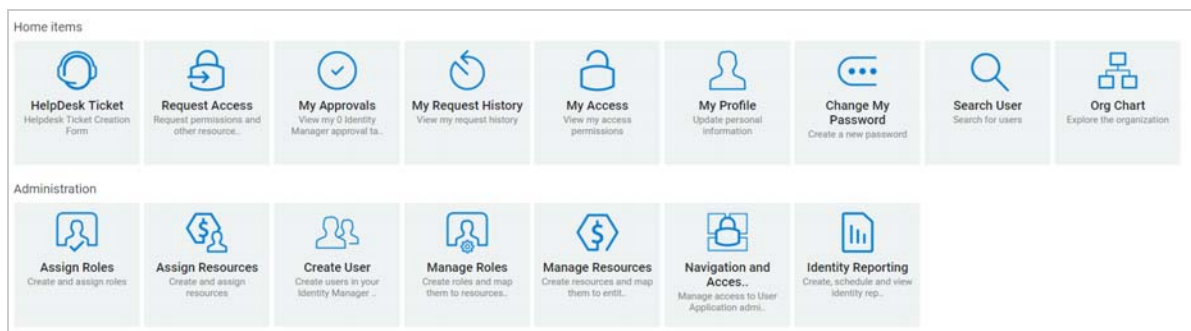 Home items
HelpDesk Ticket
Helpdesk Ticket Creation
Form
Request Access
Request permissions and
other resource..
My Approvals
View my 0 Identity
Manager approval ta..
My Request History
View my request history
My Access
View my access
permissions
My Profile
Update personal
information
Change My
Password
Create a new password
Search User
Search for users
Org Chart
Explore the organization
Administration
Assign Roles
Create and assign roles
Assign Resources
Create and assign
resources
Create User
Create users in your
Identity Manager ..
Manage Roles
Create roles and map
them to resources..
Manage Resources
Create resources and map
them to entit..
Navigation and
Acces..
Manage access to User
Application admi..
Identity Reporting
Create, schedule and view
identity rep..